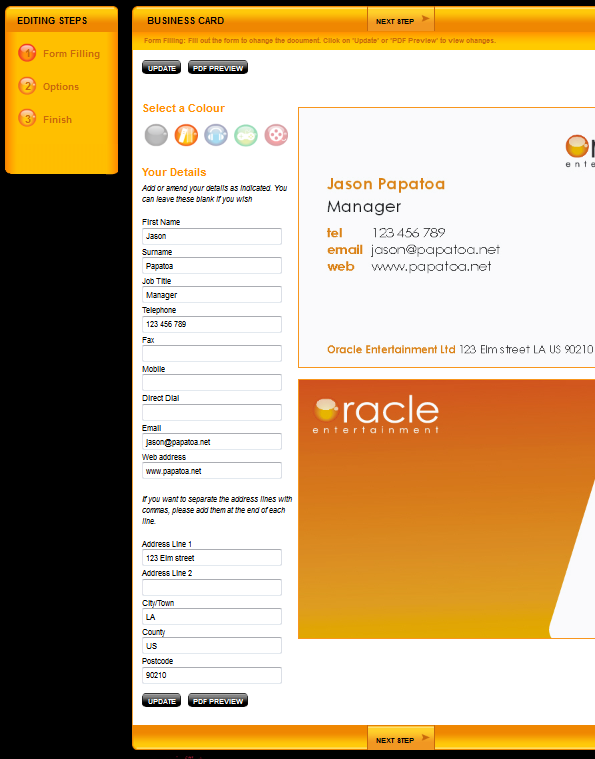 EDITING STEPS
1 Form Filling
2 Options
3 Finish
BUSINESS CARD
NEXT STEP
Form Filling: Fill out the form to change the document. Click on 'Update' or 'PDF Preview' to view changes.
UPDATE PDF PREVIEW
Select a Colour
Your Details
Add or amend your details as indicated. You
can leave these blank if you wish
First Name
Jason
Surname
Papatoa
Job Title
Manager
Telephone
123 456 789
Fax
Mobile
Direct Dial
Email
jason@papatoa.net
Web address
www.papatoa.net
If you want to separate the address lines with
commas, please add them at the end of each
line.
Address Line 1
123 Elm street
Address Line 2
City/Town
LA
County
US
Postcode
90210
UPDATE PDF PREVIEW
Jason Papatoa
Manager
tel 123 456 789
email jason@papatoa.net
web www.papatoa.net
Oracle Entertainment Ltd 123 Elm street LA US 90210
oracle
entertainment
NEXT STEP